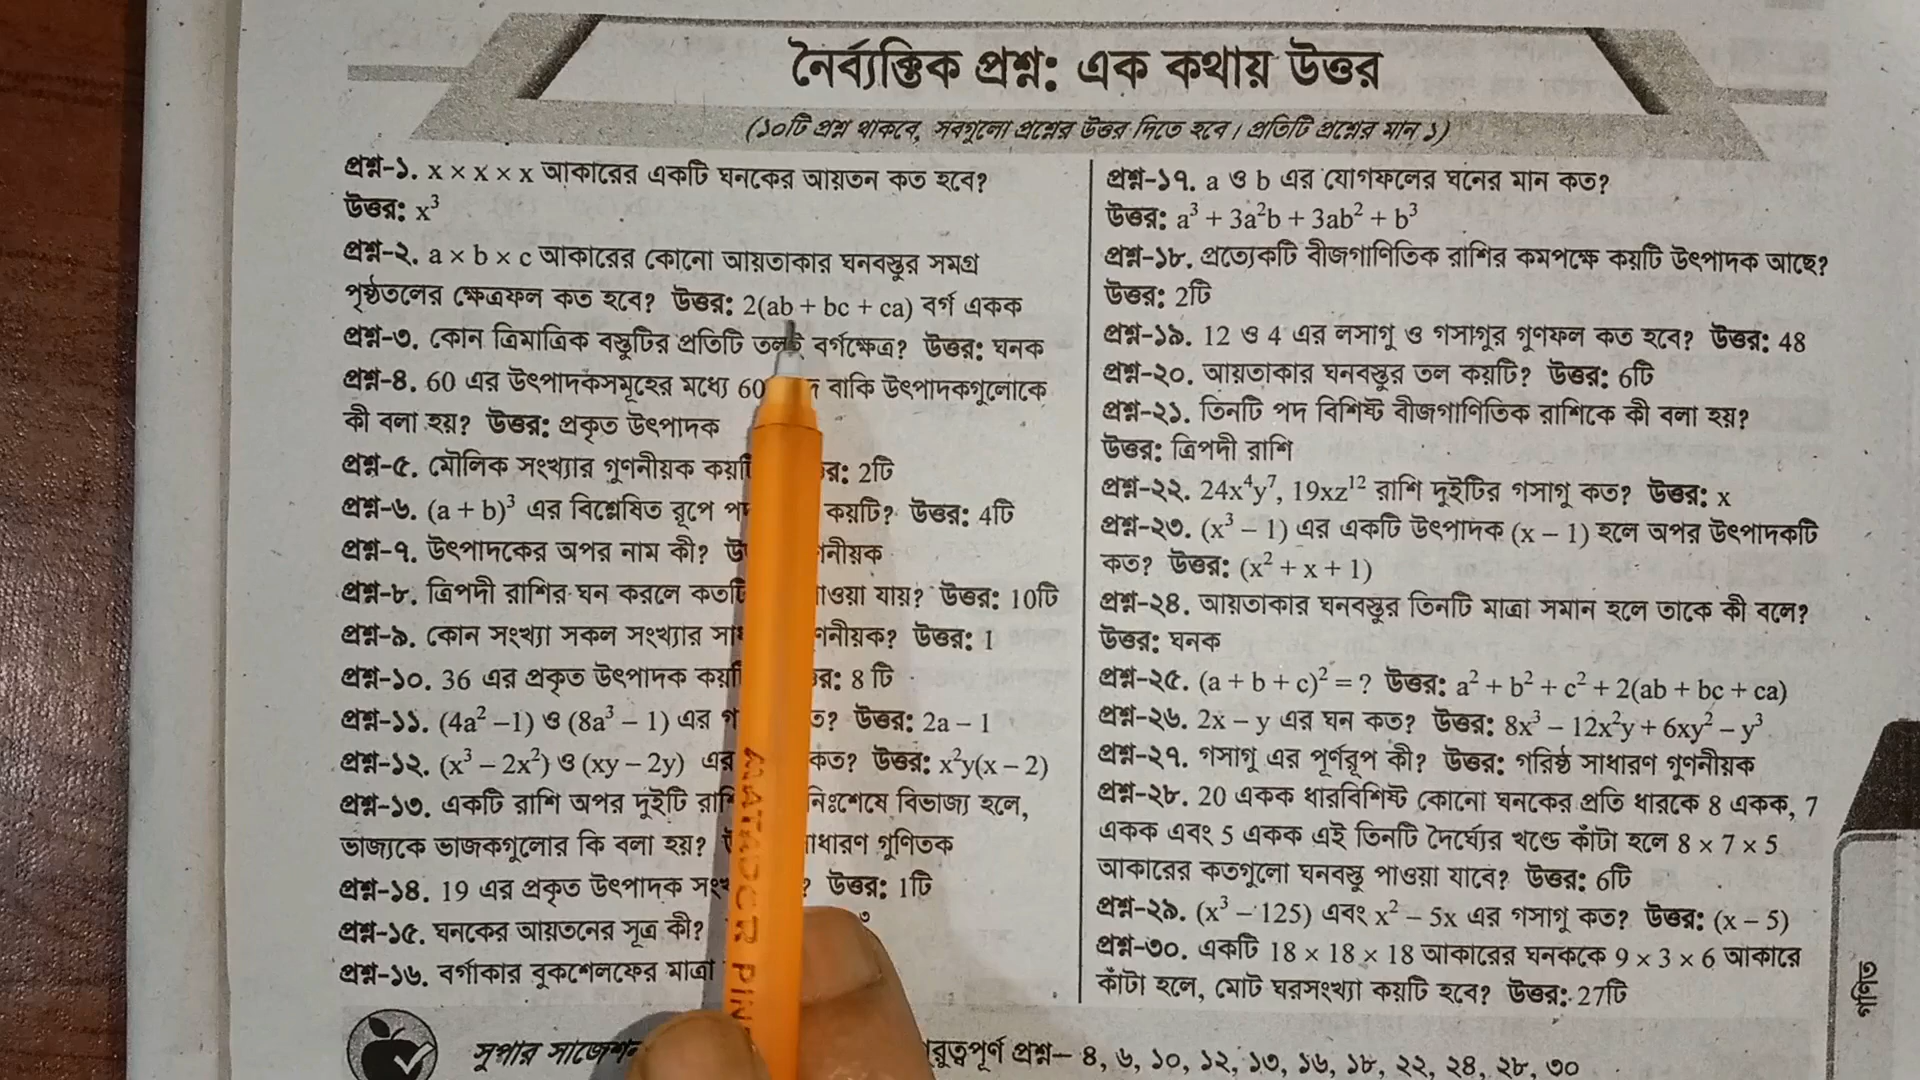 নৈর্ব্যক্তিক প্রশ্ন: এক কথায় উত্তর
(১০টি প্রশ্ন থাকবে, সবগুলো প্রশ্নের উত্তর দিতে হবে। প্রতিটি প্রশ্নের মান ১)
প্রশ্ন-১. x × x × x আকারের একটি ঘনকের আয়তন কত হবে?
উত্তর: x³
প্রশ্ন-২. a × b × c আকারের কোনো আয়তাকার ঘনবস্তুর সমগ্র
পৃষ্ঠতলের ক্ষেত্রফল কত হবে? উত্তর: 2(ab + bc + ca) বর্গ একক
প্রশ্ন-৩. কোন ত্রিমাত্রিক বস্তুটির প্রতিটি তলই বর্গক্ষেত্র? উত্তর: ঘনক
প্রশ্ন-৪. 60 এর উৎপাদকসমূহের মধ্যে 60 বাকি উৎপাদকগুলোকে
কী বলা হয়? উত্তর: প্রকৃত উৎপাদক
প্রশ্ন-৫. মৌলিক সংখ্যার গুণনীয়ক 2টি
প্রশ্ন-৬. (a + b)³ এর বিশ্লেষিত রূপে কয়টি? উত্তর: 4টি
প্রশ্ন-৭. উৎপাদকের অপর নাম কী?
প্রশ্ন-৮. ত্রিপদী রাশির ঘন করলে যায়? উত্তর: 10টি
প্রশ্ন-৯. কোন সংখ্যা সকল সংখ্যার উত্তর: 1
প্রশ্ন-১০. 36 এর প্রকৃত উৎপাদক 8 টি
প্রশ্ন-১১. (4a² –1) ও (8a³ – 1) এর উত্তর: 2a – 1
প্রশ্ন-১২. (x³ – 2x²) ও (xy – 2y) এর কত? উত্তর: x²y(x – 2)
প্রশ্ন-১৩. একটি রাশি অপর দুইটি নিঃশেষে বিভাজ্য হলে,
ভাজ্যকে ভাজকগুলোর কি বলা হয়? গুণিতক
প্রশ্ন-১৪. 19 এর প্রকৃত উৎপাদক উত্তর: 1টি
প্রশ্ন-১৫. ঘনকের আয়তনের সূত্র কী?
প্রশ্ন-১৬. বর্গাকার বুকশেলফের মাত্রা
প্রশ্ন-১৭. a ও b এর যোগফলের ঘনের মান কত?
উত্তর: a³ + 3a²b + 3ab² + b³
প্রশ্ন-১৮. প্রত্যেকটি বীজগাণিতিক রাশির কমপক্ষে কয়টি উৎপাদক আছে?
উত্তর: 2টি
প্রশ্ন-১৯. 12 ও 4 এর লসাগু ও গসাগুর গুণফল কত হবে? উত্তর: 48
প্রশ্ন-২০. আয়তাকার ঘনবস্তুর তল কয়টি? উত্তর: 6টি
প্রশ্ন-২১. তিনটি পদ বিশিষ্ট বীজগাণিতিক রাশিকে কী বলা হয়?
উত্তর: ত্রিপদী রাশি
প্রশ্ন-২২. 24x⁴y⁷, 19xz¹² রাশি দুইটির গসাগু কত? উত্তর: x
প্রশ্ন-২৩. (x³ – 1) এর একটি উৎপাদক (x – 1) হলে অপর উৎপাদকটি
কত? উত্তর: (x² + x + 1)
প্রশ্ন-২৪. আয়তাকার ঘনবস্তুর তিনটি মাত্রা সমান হলে তাকে কী বলে?
উত্তর: ঘনক
প্রশ্ন-২৫. (a + b + c)² = ? উত্তর: a² + b² + c² + 2(ab + bc + ca)
প্রশ্ন-২৬. 2x – y এর ঘন কত? উত্তর: 8x³ – 12x²y + 6xy² – y³
প্রশ্ন-২৭. গসাগু এর পূর্ণরূপ কী? উত্তর: গরিষ্ঠ সাধারণ গুণনীয়ক
প্রশ্ন-২৮. 20 একক ধারবিশিষ্ট কোনো ঘনকের প্রতি ধারকে 8 একক, 7
একক এবং 5 একক এই তিনটি দৈর্ঘ্যের খণ্ডে কাঁটা হলে 8 × 7 × 5
আকারের কতগুলো ঘনবস্তু পাওয়া যাবে? উত্তর: 6টি
প্রশ্ন-২৯. (x³ – 125) এবং x² – 5x এর গসাগু কত? উত্তর: (x – 5)
প্রশ্ন-৩০. একটি 18 × 18 × 18 আকারের ঘনককে 9 × 3 × 6 আকারে
কাঁটা হলে, মোট ঘরসংখ্যা কয়টি হবে? উত্তর: 27টি
গণিত
MATADOR PIN
সুপার প্রশ্ন– ৪, ৬, ১০, ১২, ১৩, ১৬, ১৮, ২২, ২৪, ২৮, ৩০